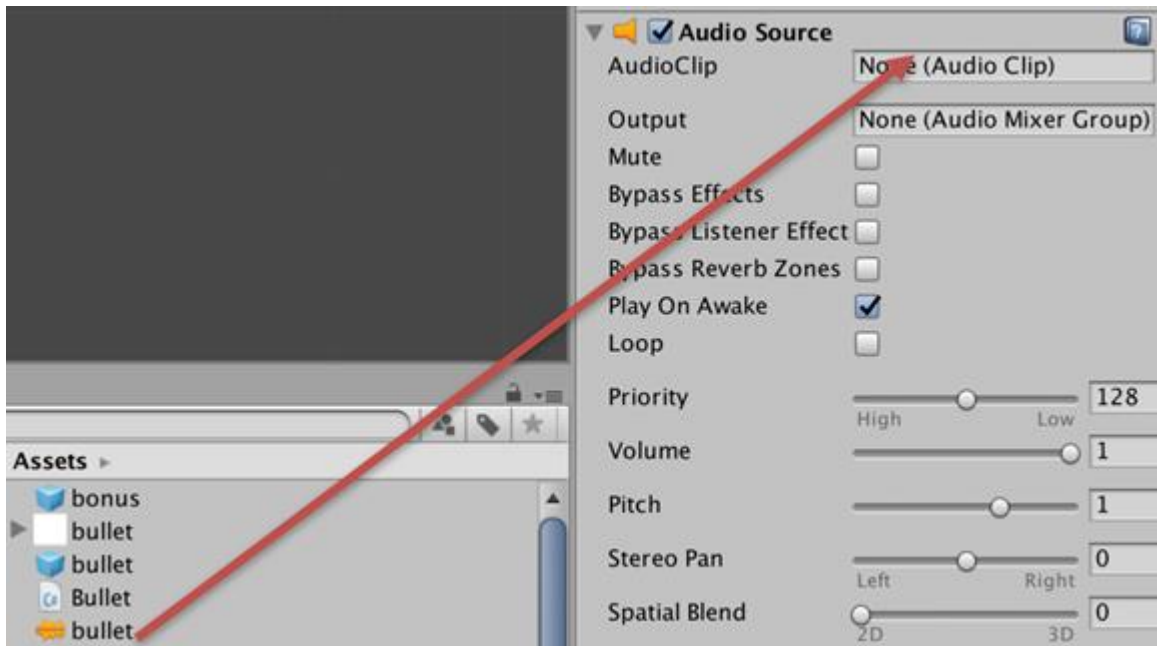 Audio Source
AudioClip None (Audio Clip)
Output None (Audio Mixer Group)
Mute
Bypass Effects
Bypass Listener Effect
Bypass Reverb Zones
Play On Awake
Loop
Priority 128
High Low
Volume 1
Pitch 1
Stereo Pan 0
Left Right
Spatial Blend 0
2D 3D
Assets
bonus
bullet
bullet
Bullet
bullet